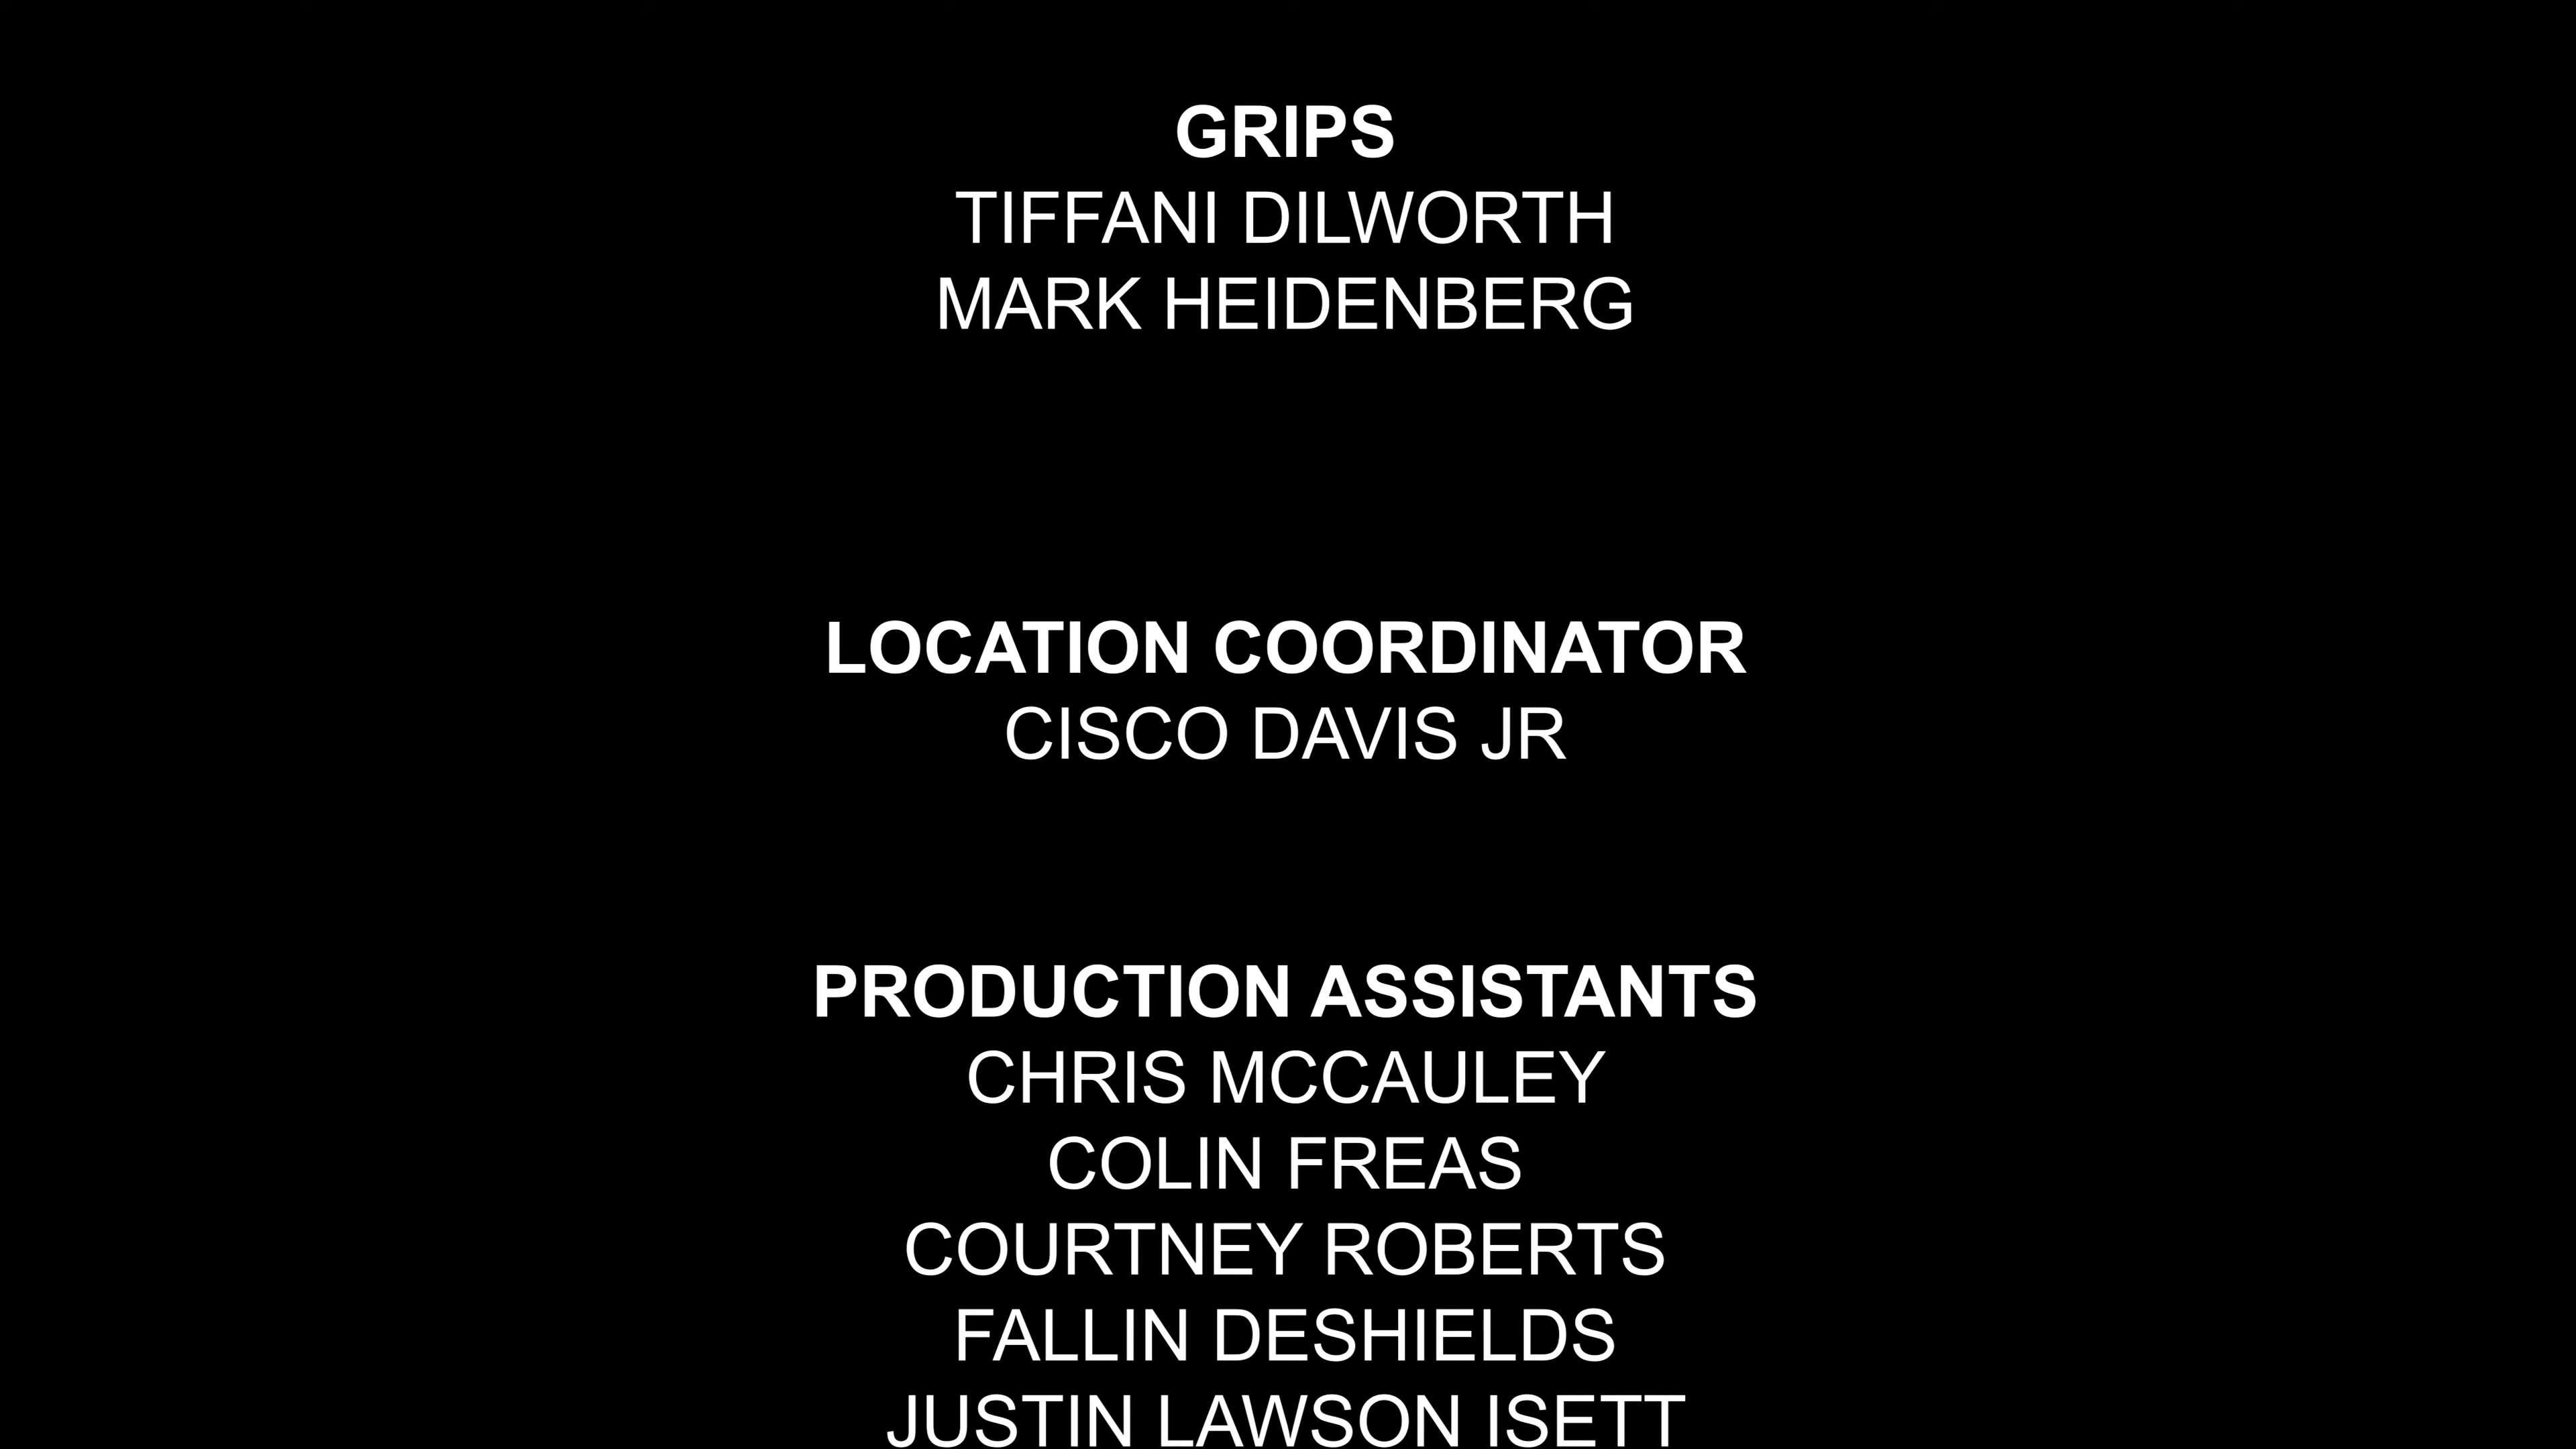 GRIPS
TIFFANI DILWORTH
MARK HEIDENBERG
LOCATION COORDINATOR
CISCO DAVIS JR
PRODUCTION ASSISTANTS
CHRIS MCCAULEY
COLIN FREAS
COURTNEY ROBERTS
FALLIN DESHIELDS
JUSTIN LAWSON ISETT